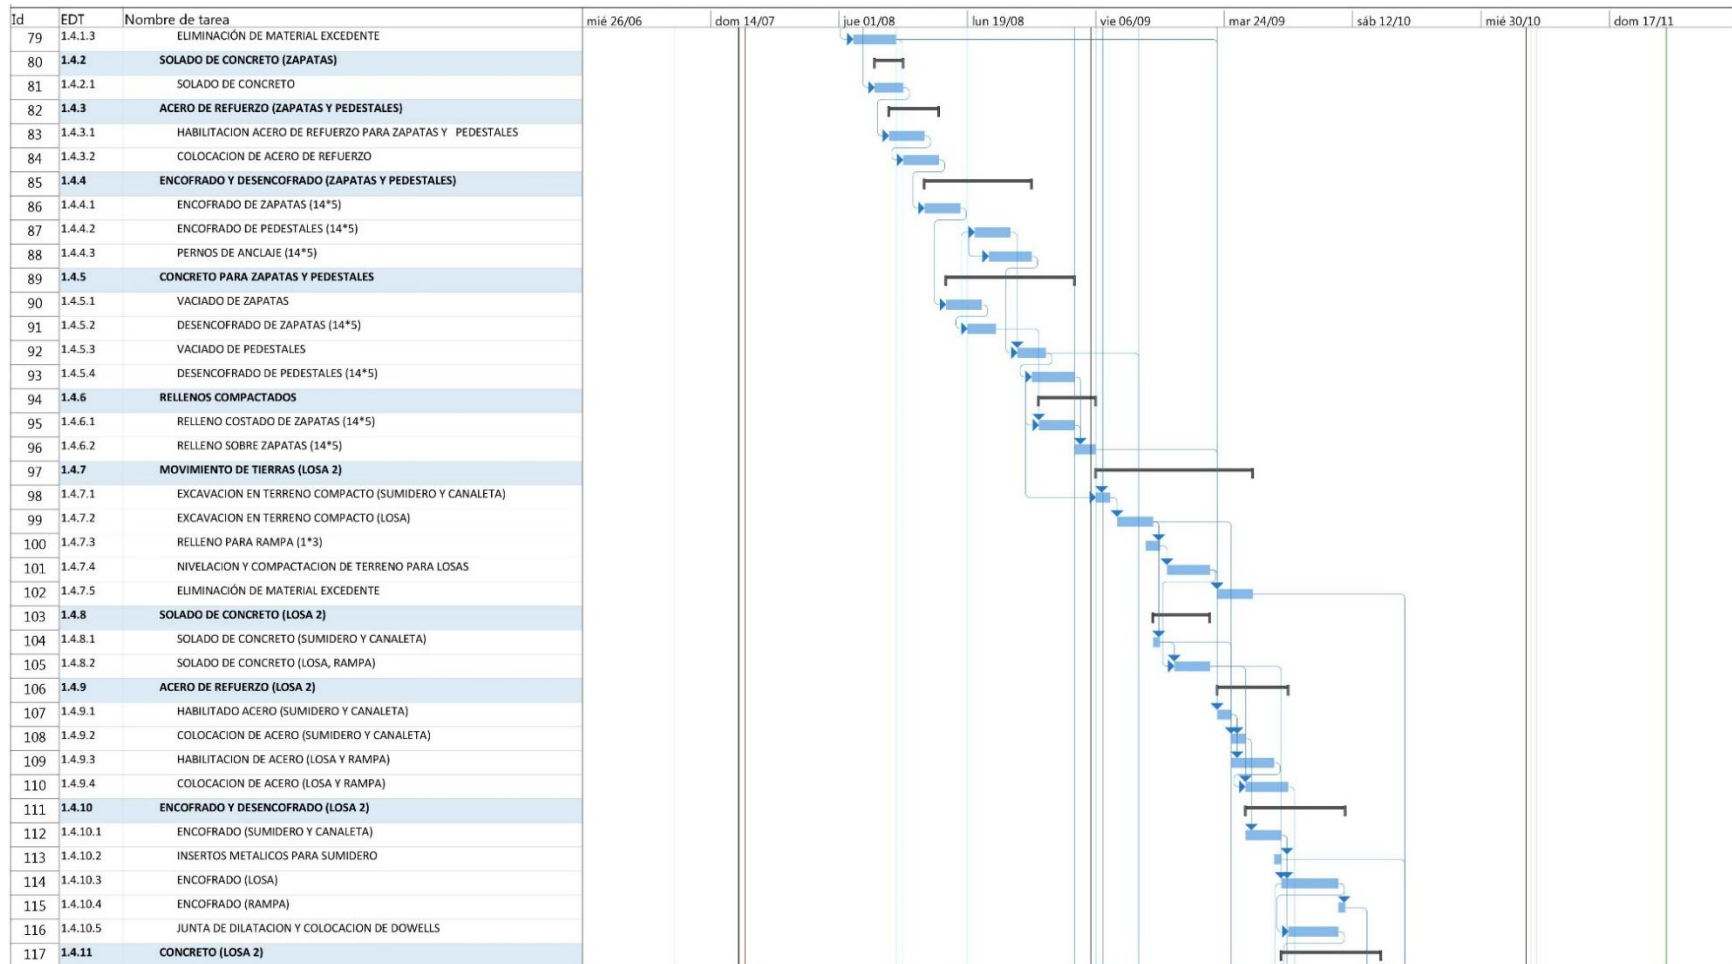 Id EDT Nombre de tarea mié 26/06 dom 14/07 jue 01/08 lun 19/08 vie 06/09 mar 24/09 sáb 12/10 mié 30/10 dom 17/11
79 1.4.1.3 ELIMINACIÓN DE MATERIAL EXCEDENTE
80 1.4.2 SOLADO DE CONCRETO (ZAPATAS)
81 1.4.2.1 SOLADO DE CONCRETO
82 1.4.3 ACERO DE REFUERZO (ZAPATAS Y PEDESTALES)
83 1.4.3.1 HABILITACION ACERO DE REFUERZO PARA ZAPATAS Y PEDESTALES
84 1.4.3.2 COLOCACION DE ACERO DE REFUERZO
85 1.4.4 ENCOFRADO Y DESENCOFRADO (ZAPATAS Y PEDESTALES)
86 1.4.4.1 ENCOFRADO DE ZAPATAS (14*5)
87 1.4.4.2 ENCOFRADO DE PEDESTALES (14*5)
88 1.4.4.3 PERNOS DE ANCLAJE (14*5)
89 1.4.5 CONCRETO PARA ZAPATAS Y PEDESTALES
90 1.4.5.1 VACIADO DE ZAPATAS
91 1.4.5.2 DESENCOFRADO DE ZAPATAS (14*5)
92 1.4.5.3 VACIADO DE PEDESTALES
93 1.4.5.4 DESENCOFRADO DE PEDESTALES (14*5)
94 1.4.6 RELLENOS COMPACTADOS
95 1.4.6.1 RELLENO COSTADO DE ZAPATAS (14*5)
96 1.4.6.2 RELLENO SOBRE ZAPATAS (14*5)
97 1.4.7 MOVIMIENTO DE TIERRAS (LOSA 2)
98 1.4.7.1 EXCAVACION EN TERRENO COMPACTO (SUMIDERO Y CANALETA)
99 1.4.7.2 EXCAVACION EN TERRENO COMPACTO (LOSA)
100 1.4.7.3 RELLENO PARA RAMPA (1*3)
101 1.4.7.4 NIVELACION Y COMPACTACION DE TERRENO PARA LOSAS
102 1.4.7.5 ELIMINACIÓN DE MATERIAL EXCEDENTE
103 1.4.8 SOLADO DE CONCRETO (LOSA 2)
104 1.4.8.1 SOLADO DE CONCRETO (SUMIDERO Y CANALETA)
105 1.4.8.2 SOLADO DE CONCRETO (LOSA, RAMPA)
106 1.4.9 ACERO DE REFUERZO (LOSA 2)
107 1.4.9.1 HABILITADO ACERO (SUMIDERO Y CANALETA)
108 1.4.9.2 COLOCACION DE ACERO (SUMIDERO Y CANALETA)
109 1.4.9.3 HABILITACION DE ACERO (LOSA Y RAMPA)
110 1.4.9.4 COLOCACION DE ACERO (LOSA Y RAMPA)
111 1.4.10 ENCOFRADO Y DESENCOFRADO (LOSA 2)
112 1.4.10.1 ENCOFRADO (SUMIDERO Y CANALETA)
113 1.4.10.2 INSERTOS METALICOS PARA SUMIDERO
114 1.4.10.3 ENCOFRADO (LOSA)
115 1.4.10.4 ENCOFRADO (RAMPA)
116 1.4.10.5 JUNTA DE DILATACION Y COLOCACION DE DOWELLS
117 1.4.11 CONCRETO (LOSA 2)